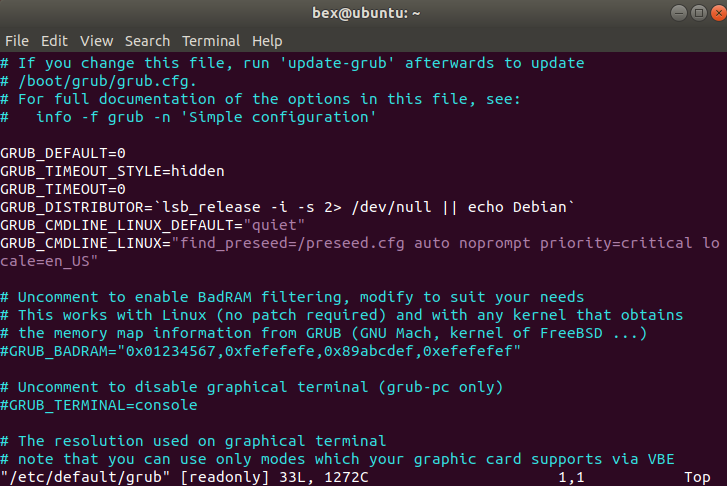 bex@ubuntu: ~
File Edit View Search Terminal Help
# If you change this file, run 'update-grub' afterwards to update
# /boot/grub/grub.cfg.
# For full documentation of the options in this file, see:
#   info -f grub -n 'Simple configuration'

GRUB_DEFAULT=0
GRUB_TIMEOUT_STYLE=hidden
GRUB_TIMEOUT=0
GRUB_DISTRIBUTOR=`lsb_release -i -s 2> /dev/null || echo Debian`
GRUB_CMDLINE_LINUX_DEFAULT="quiet"
GRUB_CMDLINE_LINUX="find_preseed=/preseed.cfg auto noprompt priority=critical lo
cale=en_US"

# Uncomment to enable BadRAM filtering, modify to suit your needs
# This works with Linux (no patch required) and with any kernel that obtains
# the memory map information from GRUB (GNU Mach, kernel of FreeBSD ...)
#GRUB_BADRAM="0x01234567,0xfefefefe,0x89abcdef,0xefefefef"

# Uncomment to disable graphical terminal (grub-pc only)
#GRUB_TERMINAL=console

# The resolution used on graphical terminal
# note that you can use only modes which your graphic card supports via VBE
"/etc/default/grub" [readonly] 33L, 1272C 1,1 Top